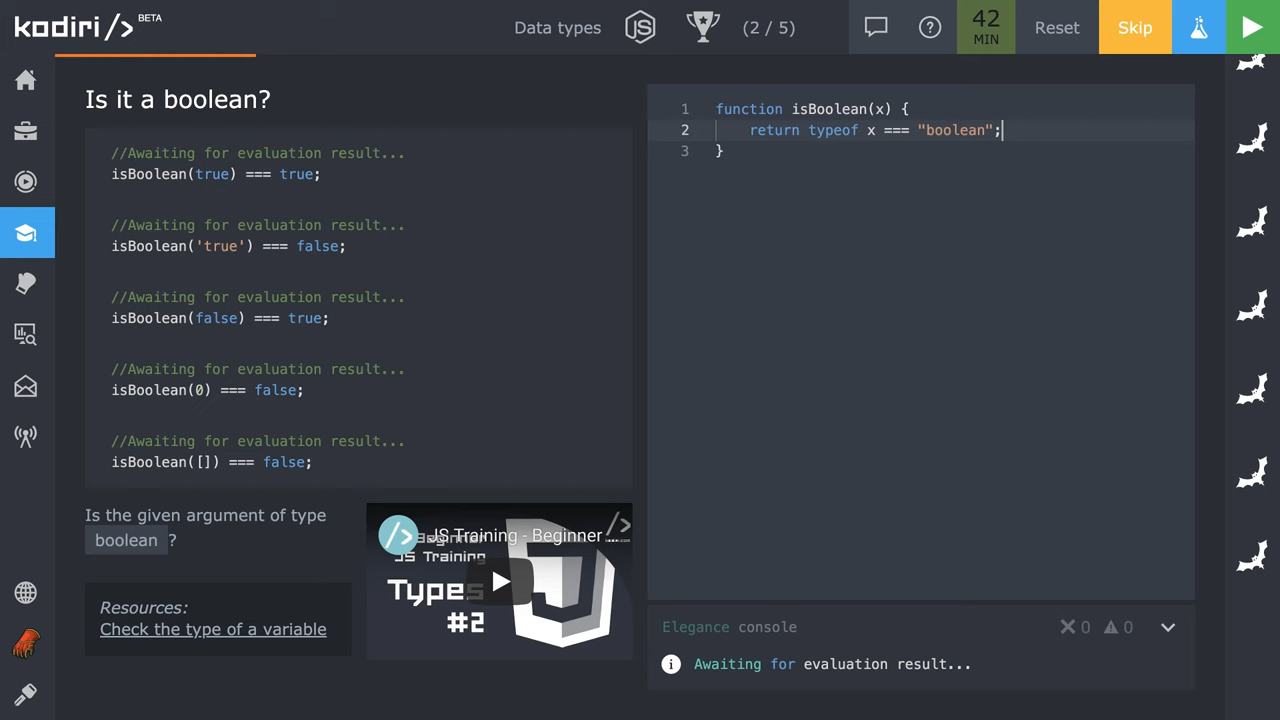 kodiri </> BETA
Data types
JS
(2 / 5)
42
MIN
Reset
Skip
Is it a boolean?
//Awaiting for evaluation result...
isBoolean(true) === true;
//Awaiting for evaluation result...
isBoolean('true') === false;
//Awaiting for evaluation result...
isBoolean(false) === true;
//Awaiting for evaluation result...
isBoolean(0) === false;
//Awaiting for evaluation result...
isBoolean([]) === false;
Is the given argument of type
boolean ?
Resources:
Check the type of a variable
JS Training - Beginner
Beginner
JS Training
Types
#2
1 function isBoolean(x) {
2 return typeof x === "boolean";
3 }
Elegance console
0 0
Awaiting for evaluation result...